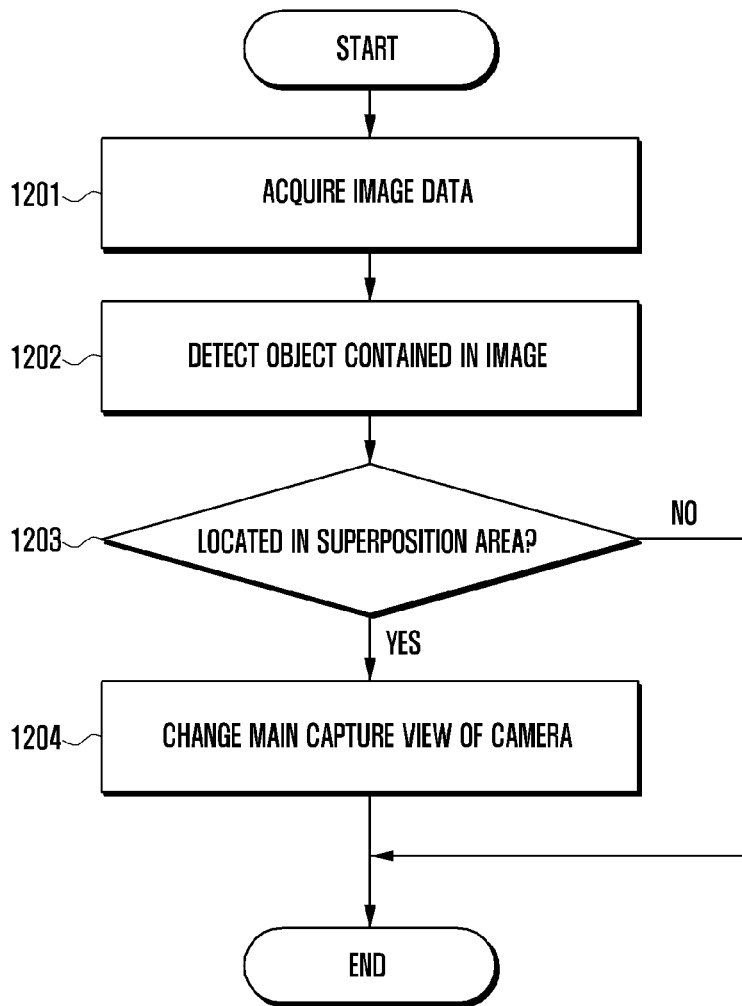 START
1201
ACQUIRE IMAGE DATA
1202
DETECT OBJECT CONTAINED IN IMAGE
1203
LOCATED IN SUPERPOSITION AREA?
NO
YES
1204
CHANGE MAIN CAPTURE VIEW OF CAMERA
END